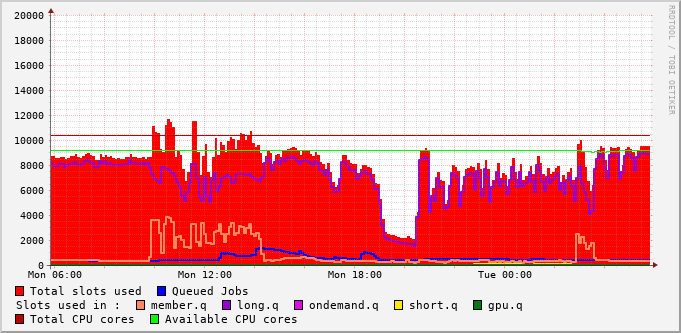 20000
18000
16000
14000
12000
10000
8000
6000
4000
2000
0
Mon 06:00 Mon 12:00 Mon 18:00 Tue 00:00
RRDTOOL / TOBI OETIKER
Total slots used Queued Jobs
Slots used in : member.q long.q ondemand.q short.q gpu.q
Total CPU cores Available CPU cores